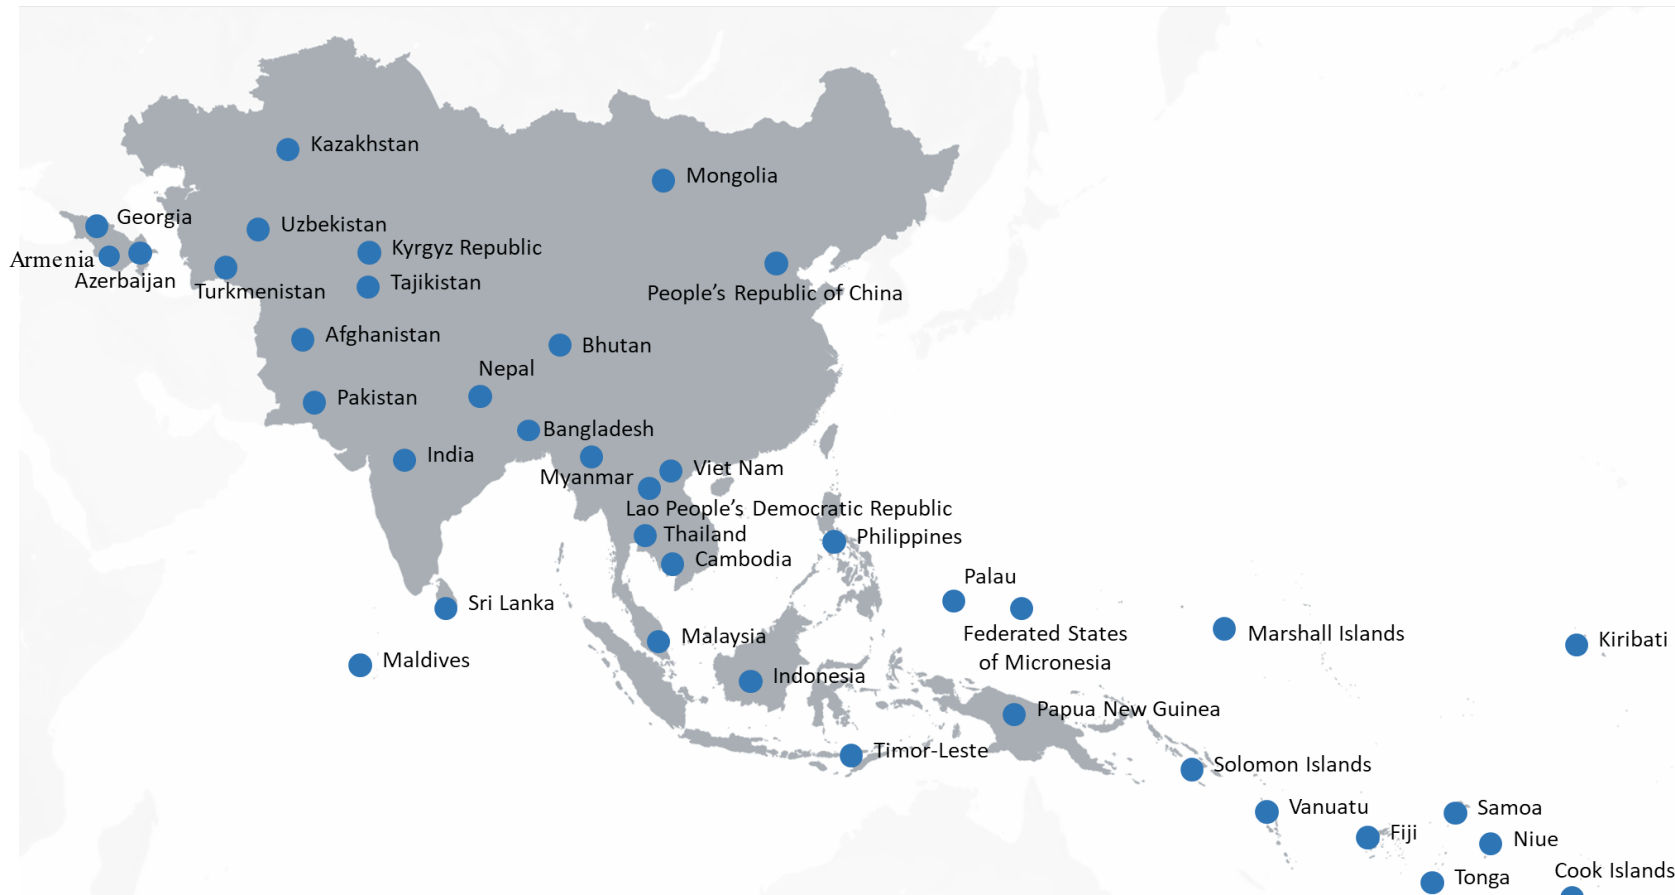 Kazakhstan
Mongolia
Georgia
Uzbekistan
Kyrgyz Republic
Armenia
Azerbaijan
Turkmenistan
Tajikistan
People’s Republic of China
Afghanistan
Bhutan
Nepal
Pakistan
Bangladesh
India
Myanmar
Viet Nam
Lao People’s Democratic Republic
Thailand
Philippines
Cambodia
Palau
Sri Lanka
Federated States
of Micronesia
Marshall Islands
Kiribati
Malaysia
Maldives
Indonesia
Papua New Guinea
Timor-Leste
Solomon Islands
Vanuatu
Samoa
Fiji
Niue
Cook Islands
Tonga